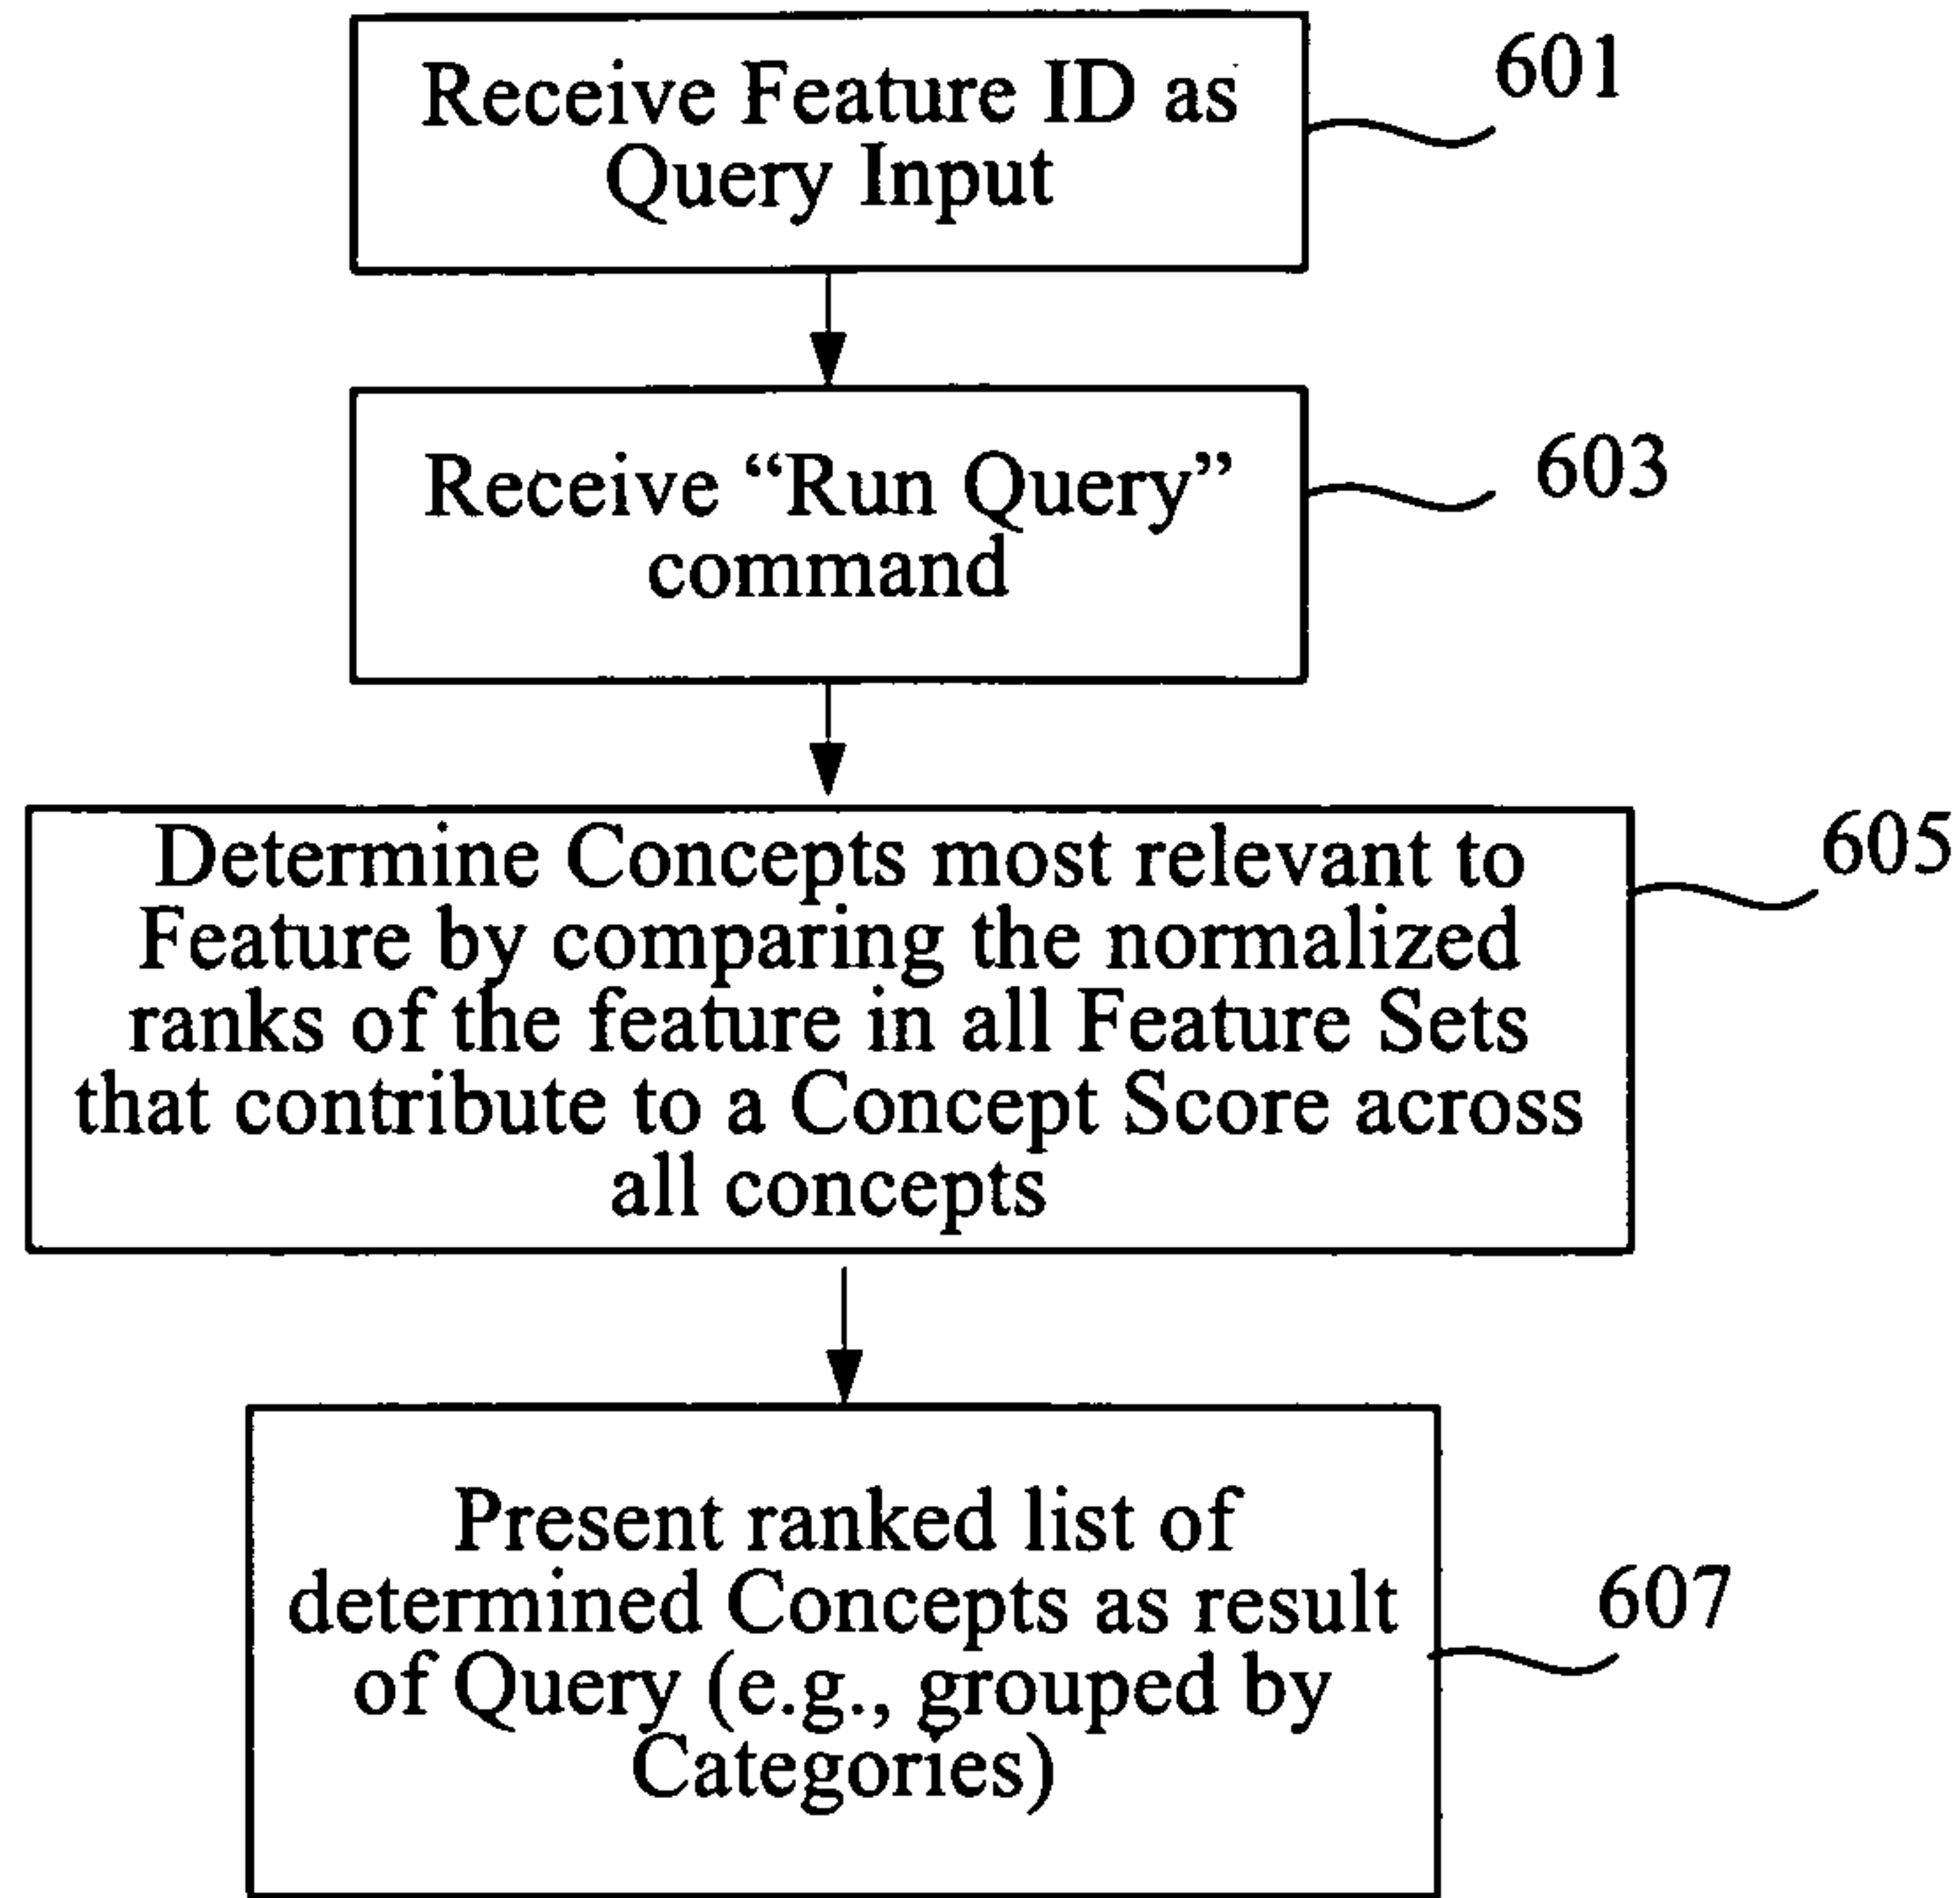 Receive Feature ID as
Query Input
601
Receive “Run Query”
command
603
Determine Concepts most relevant to
Feature by comparing the normalized
ranks of the feature in all Feature Sets
that contribute to a Concept Score across
all concepts
605
Present ranked list of
determined Concepts as result
of Query (e.g., grouped by
Categories)
607